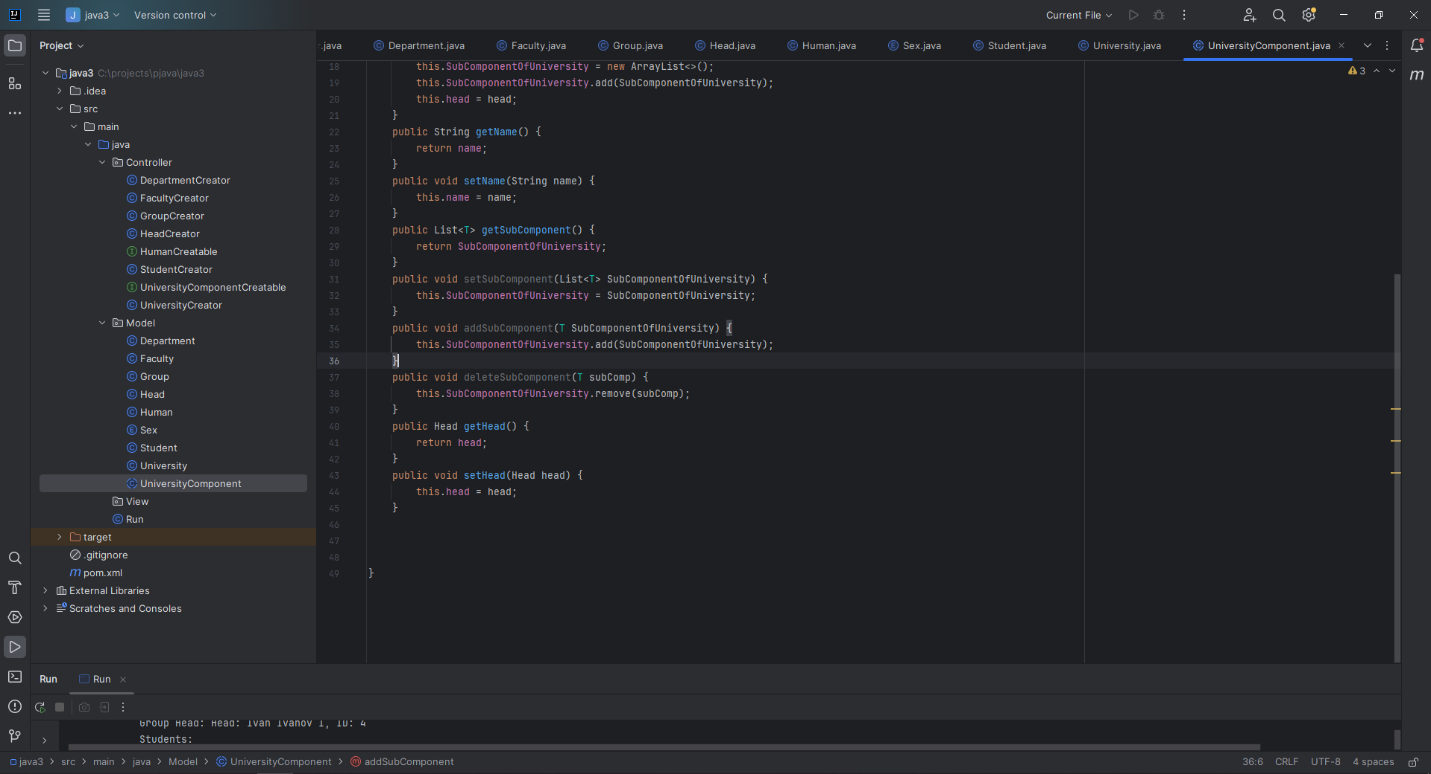 java3 Version control Current File
Project
.java Department.java Faculty.java Group.java Head.java Human.java Sex.java Student.java University.java UniversityComponent.java
java3 C:\projects\pjava\java3
.idea
src
main
java
Controller
DepartmentCreator
FacultyCreator
GroupCreator
HeadCreator
HumanCreatable
StudentCreator
UniversityComponentCreatable
UniversityCreator
Model
Department
Faculty
Group
Head
Human
Sex
Student
University
UniversityComponent
View
Run
target
.gitignore
pom.xml
External Libraries
Scratches and Consoles
3
18 this.SubComponentOfUniversity = new ArrayList<>();
19 this.SubComponentOfUniversity.add(SubComponentOfUniversity);
20 this.head = head;
21 }
22 public String getName() {
23 return name;
24 }
25 public void setName(String name) {
26 this.name = name;
27 }
28 public List<T> getSubComponent() {
29 return SubComponentOfUniversity;
30 }
31 public void setSubComponent(List<T> SubComponentOfUniversity) {
32 this.SubComponentOfUniversity = SubComponentOfUniversity;
33 }
34 public void addSubComponent(T SubComponentOfUniversity) {
35 this.SubComponentOfUniversity.add(SubComponentOfUniversity);
36 }
37 public void deleteSubComponent(T subComp) {
38 this.SubComponentOfUniversity.remove(subComp);
39 }
40 public Head getHead() {
41 return head;
42 }
43 public void setHead(Head head) {
44 this.head = head;
45 }
46
47
48
49 }
Run Run
Group Head: Head: Ivan Ivanov I, ID: 4
Students:
java3 > src > main > java > Model > UniversityComponent > addSubComponent 36:6 CRLF UTF-8 4 spaces